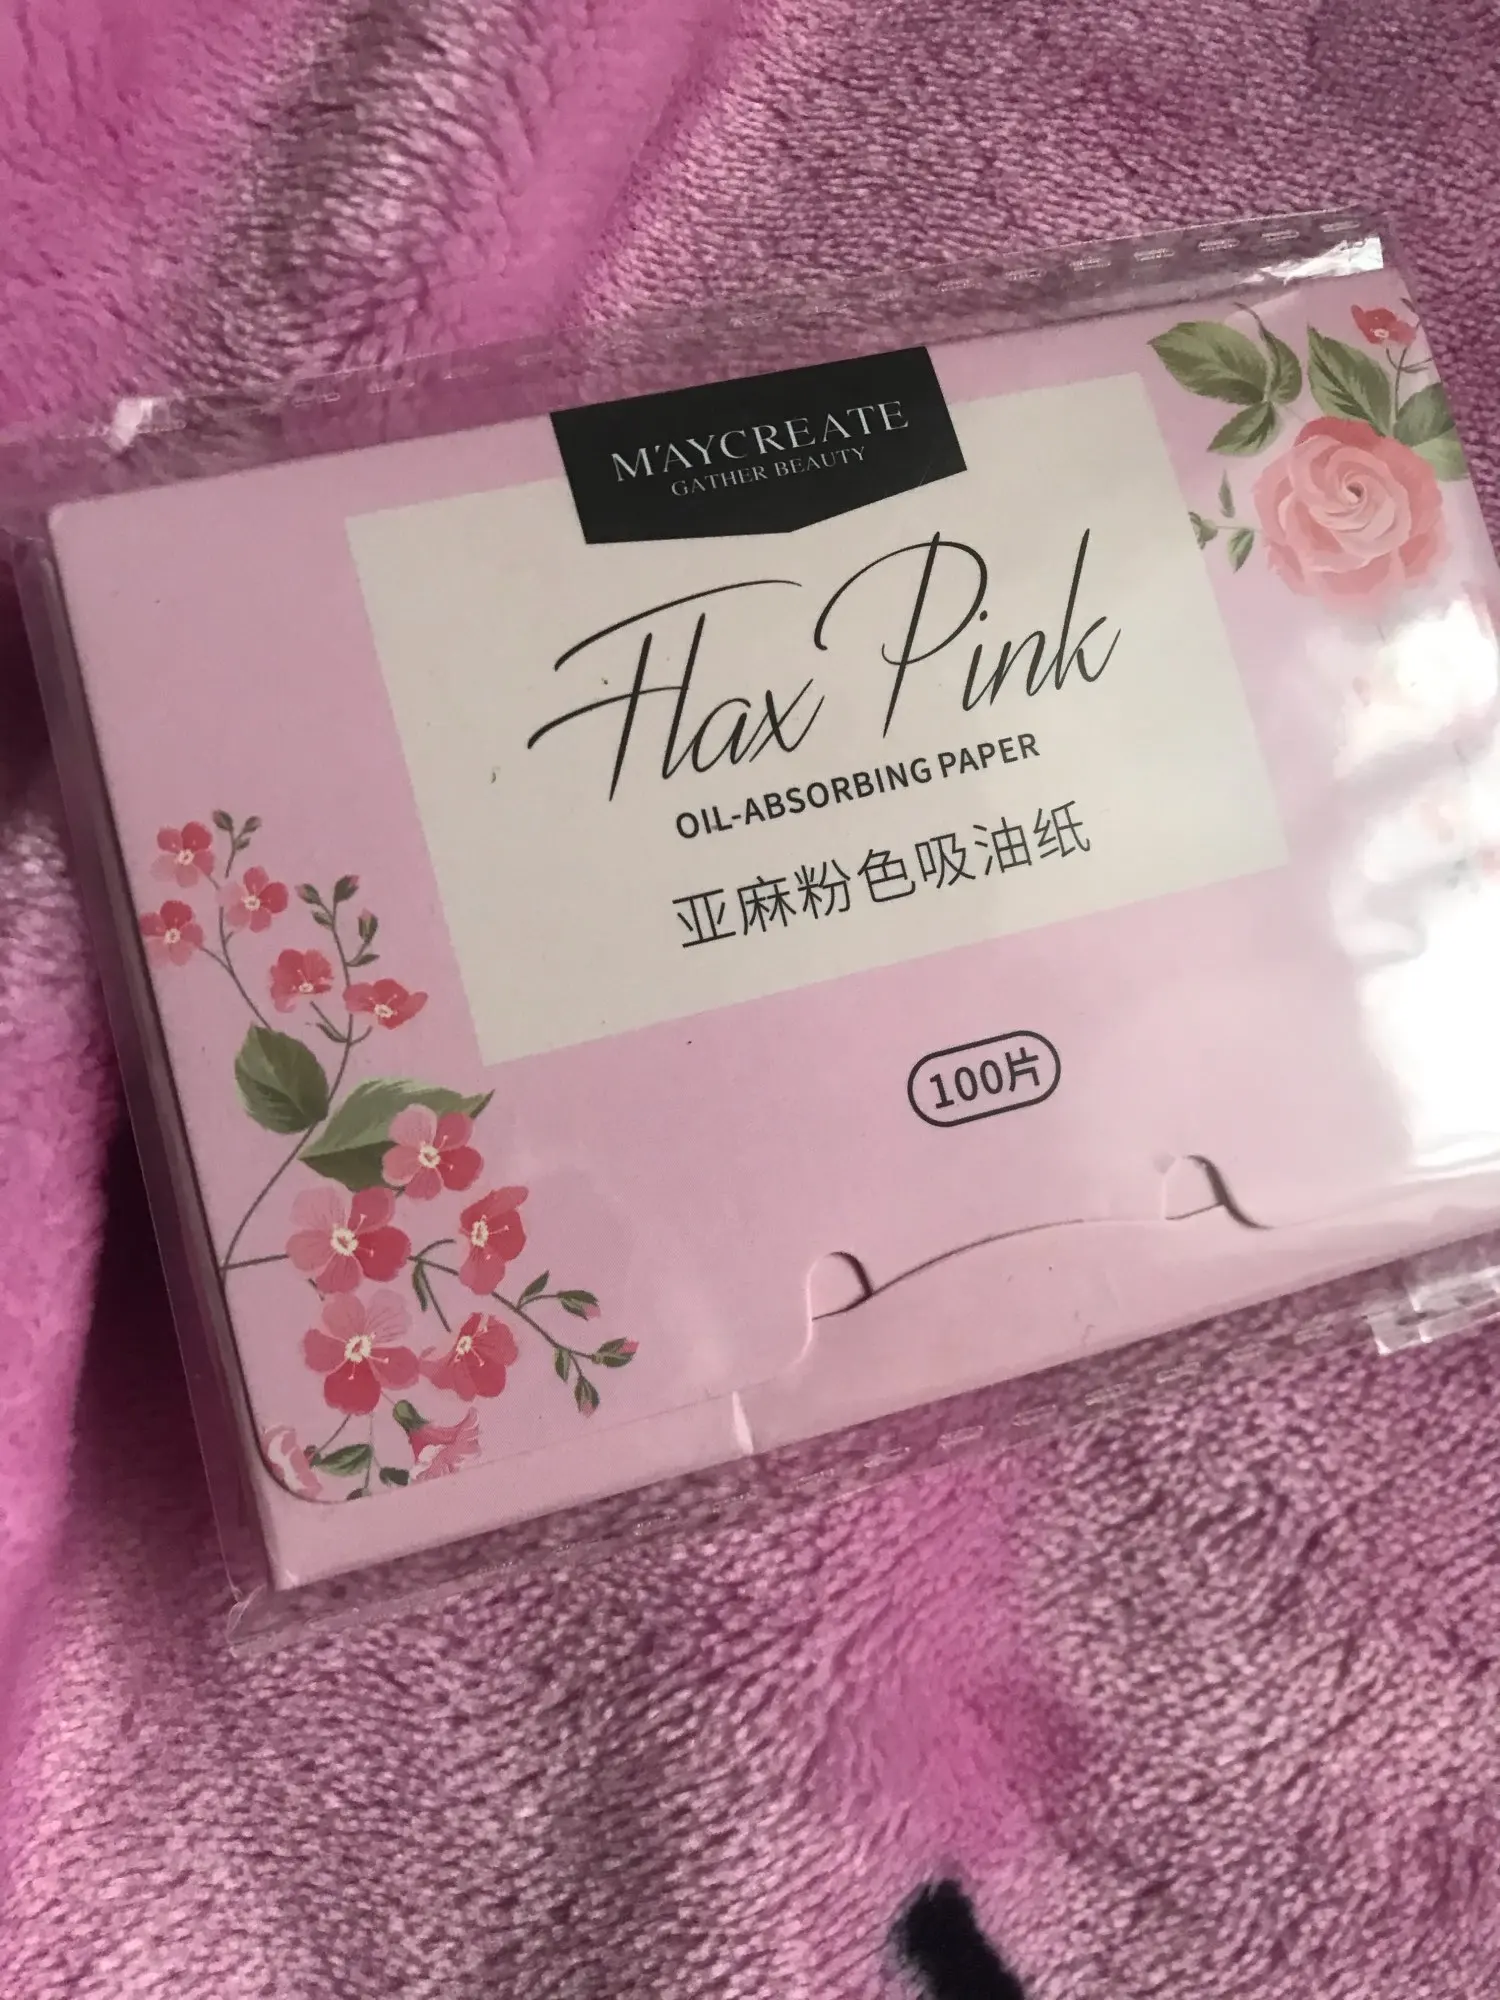 M'AYCREATE
GATHER BEAUTY
Flax Pink
OIL-ABSORBING PAPER
亚麻粉色吸油纸
100片